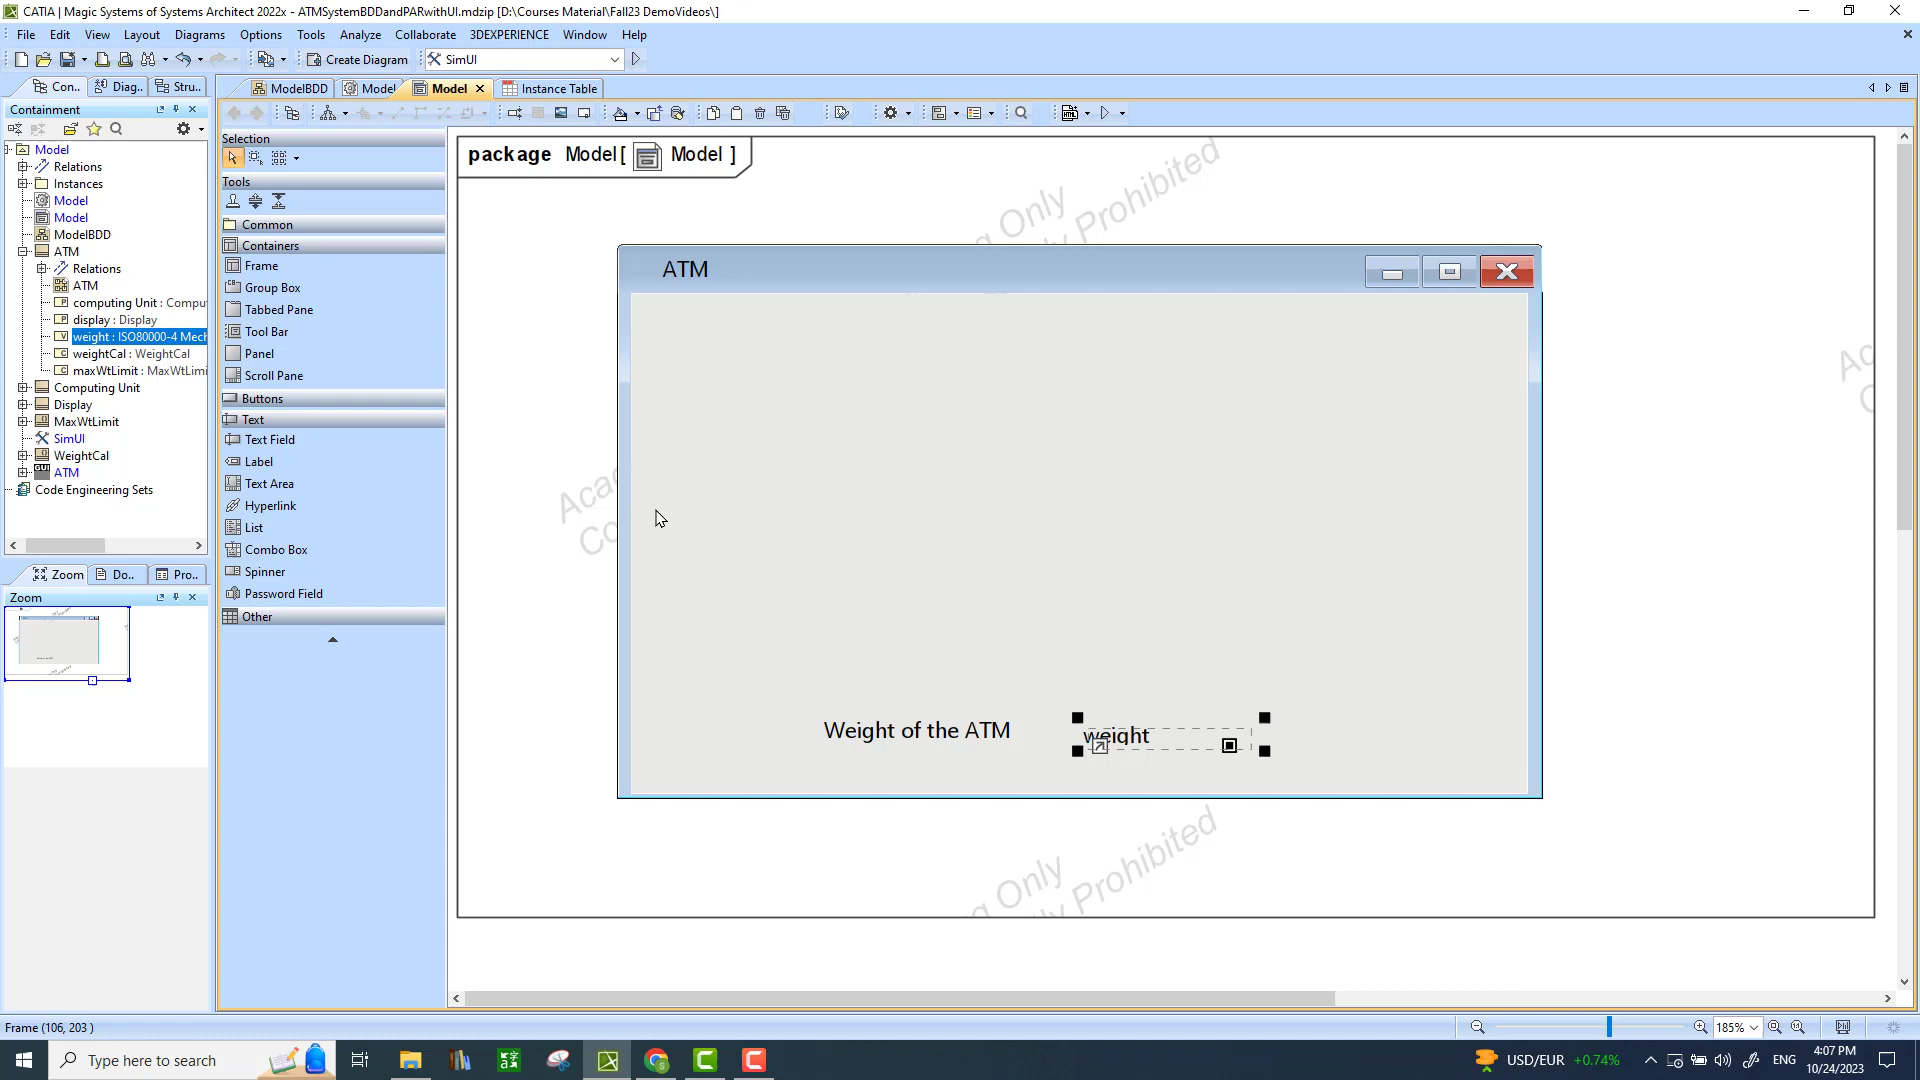 CATIA | Magic Systems of Systems Architect 2022x - ATMSystemBDDandPARwithUI.mdzip [D:\Courses Material\Fall23 DemoVideos\]
File Edit View Layout Diagrams Options Tools Analyze Collaborate 3DEXPERIENCE Window Help
Create Diagram SimUI
Con.. Diag.. Stru..
ModelBDD Model Model Instance Table
Containment
Model
Relations
Instances
Model
Model
ModelBDD
ATM
Relations
ATM
computing Unit : Compu
display : Display
weight : ISO80000-4 Mech
weightCal : WeightCal
maxWtLimit : MaxWtLimi
Computing Unit
Display
MaxWtLimit
SimUI
WeightCal
ATM
Code Engineering Sets
Zoom Do.. Pro..
Zoom
Selection
Tools
Common
Containers
Frame
Group Box
Tabbed Pane
Tool Bar
Panel
Scroll Pane
Buttons
Text
Text Field
Label
Text Area
Hyperlink
List
Combo Box
Spinner
Password Field
Other
package Model[ Model ]
Only
Prohibited
ATM
Weight of the ATM
weight
Only
Prohibited
Frame (106, 203 )
185%
Type here to search
USD/EUR +0.74%
ENG
4:07 PM
10/24/2023